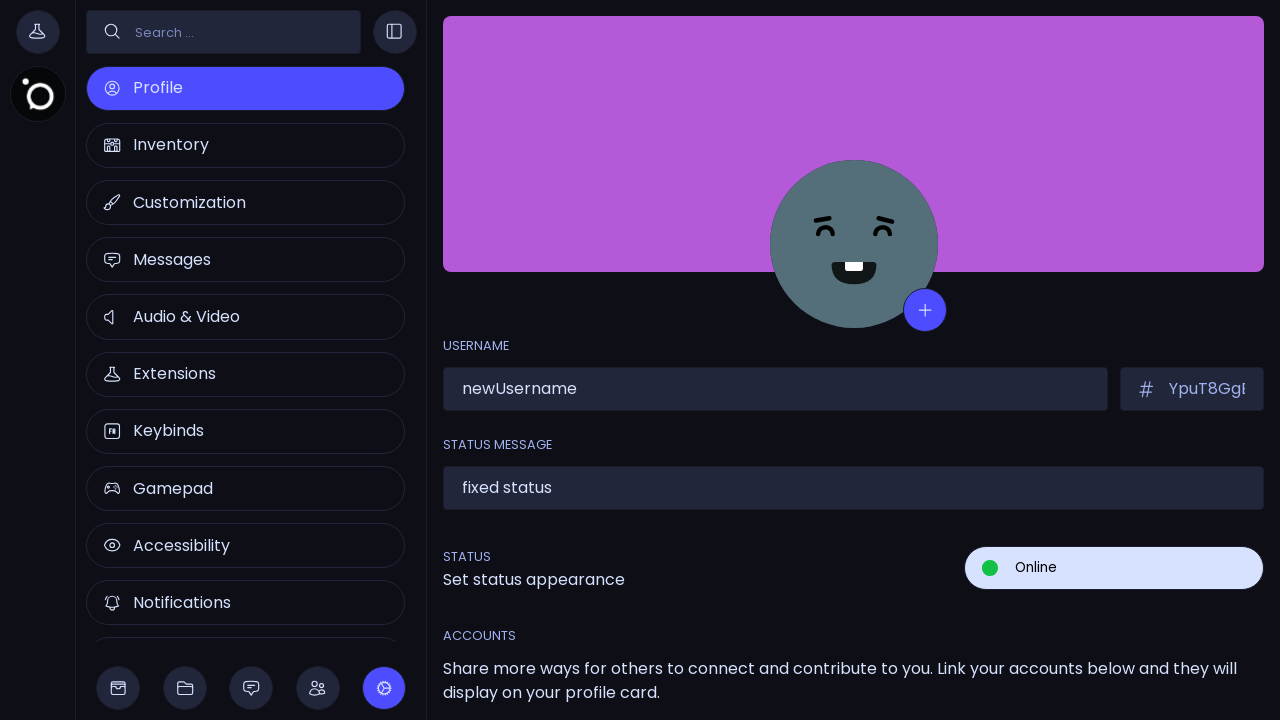 Search ...
Profile
Inventory
Customization
Messages
Audio & Video
Extensions
Keybinds
Gamepad
Accessibility
Notifications
USERNAME
newUsername
#
STATUS MESSAGE
fixed status
STATUS
Set status appearance
Online
ACCOUNTS
Share more ways for others to connect and contribute to you. Link your accounts below and they will
display on your profile card.